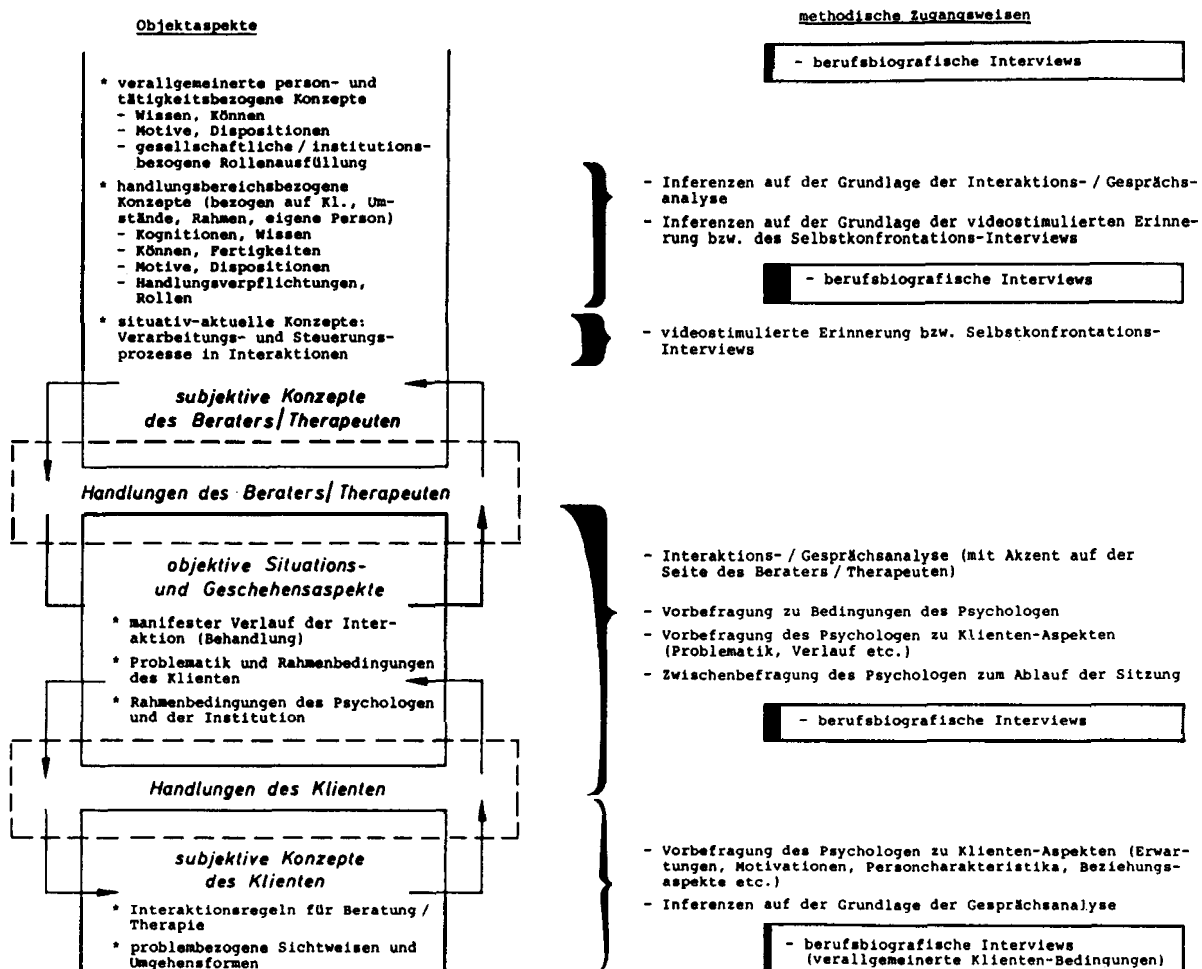 Objektaspekte
* verallgemeinerte person- und
tätigkeitsbezogene Konzepte
- Wissen, Können
- Motive, Dispositionen
- gesellschaftliche / institutions-
bezogene Rollenausfüllung
* handlungsbereichsbezogene
Konzepte (bezogen auf Kl., Um-
stände, Rahmen, eigene Person)
- Kognitionen, Wissen
- Können, Fertigkeiten
- Motive, Dispositionen
- Handlungsverpflichtungen,
Rollen
* situativ-aktuelle Konzepte:
Verarbeitungs- und Steuerungs-
prozesse in Interaktionen
subjektive Konzepte
des Beraters/Therapeuten
Handlungen des Beraters/Therapeuten
objektive Situations-
und Geschehensaspekte
* manifester Verlauf der Inter-
aktion (Behandlung)
* Problematik und Rahmenbedingungen
des Klienten
* Rahmenbedingungen des Psychologen
und der Institution
Handlungen des Klienten
subjektive Konzepte
des Klienten
* Interaktionsregeln für Beratung /
Therapie
* problembezogene Sichtweisen und
Umgehensformen
methodische Zugangsweisen
- berufsbiografische Interviews
- Inferenzen auf der Grundlage der Interaktions- / Gesprächs-
analyse
- Inferenzen auf der Grundlage der videostimulierten Erinne-
rung bzw. des Selbstkonfrontations-Interviews
- berufsbiografische Interviews
- videostimulierte Erinnerung bzw. Selbstkonfrontations-
Interviews
- Interaktions- / Gesprächsanalyse (mit Akzent auf der
Seite des Beraters / Therapeuten)
- Vorbefragung zu Bedingungen des Psychologen
- Vorbefragung des Psychologen zu Klienten-Aspekten
(Problematik, Verlauf etc.)
- Zwischenbefragung des Psychologen zum Ablauf der Sitzung
- berufsbiografische Interviews
- Vorbefragung des Psychologen zu Klienten-Aspekten (Erwar-
tungen, Motivationen, Personcharakteristika, Beziehungs-
aspekte etc.)
- Inferenzen auf der Grundlage der Gesprächsanalyse
- berufsbiografische Interviews
(verallgemeinerte Klienten-Bedingungen)